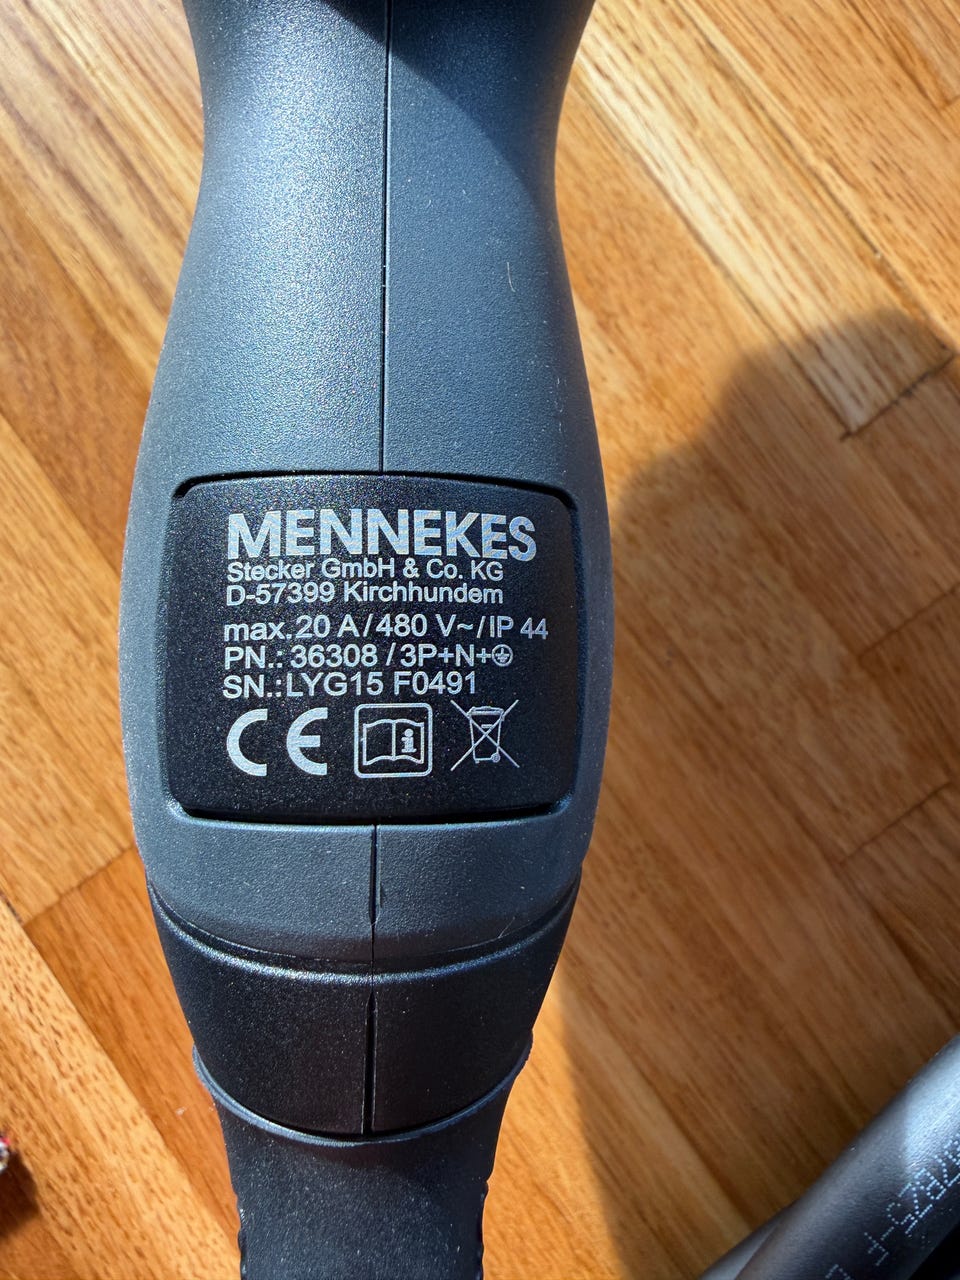 MENNEKES
Stecker GmbH & Co. KG
D-57399 Kirchhundem
max. 20 A / 480 V~ / IP 44
PN.: 36308 / 3P+N+⏚
SN.: LYG15 F0491
CE
i